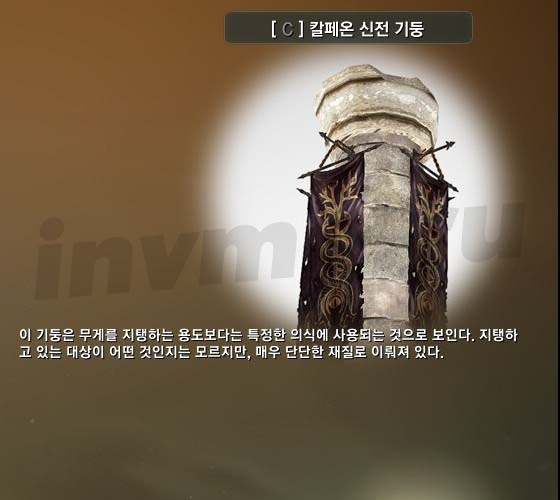 [ C ] 칼페온 신전 기둥
이 기둥은 무게를 지탱하는 용도보다는 특정한 의식에 사용되는 것으로 보인다. 지탱하
고 있는 대상이 어떤 것인지는 모르지만, 매우 단단한 재질로 이뤄져 있다.